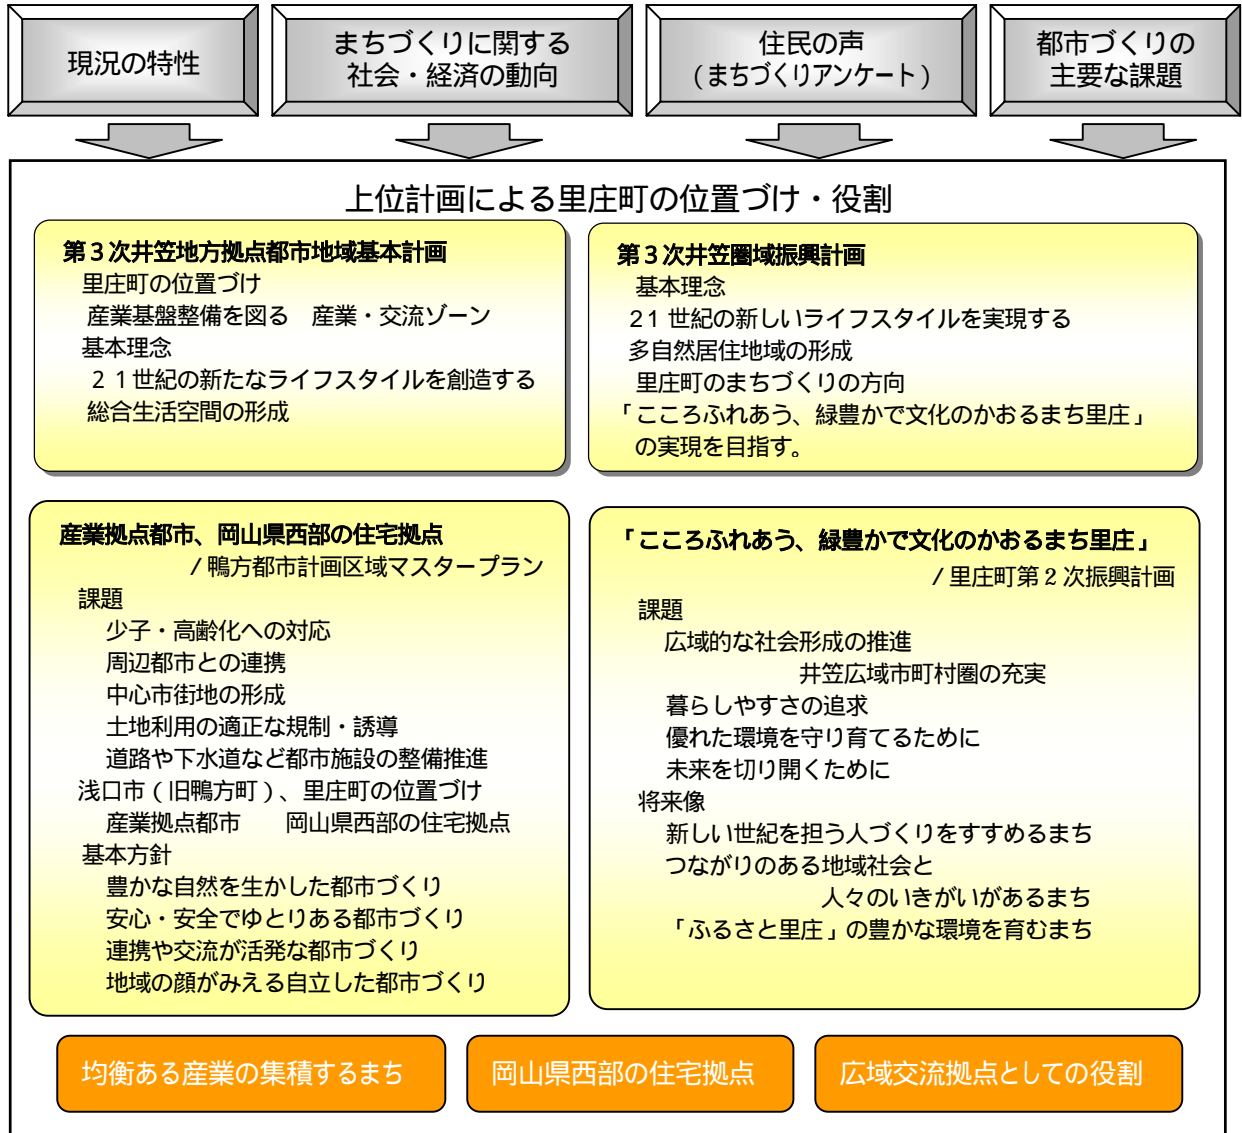 現況の特性
まちづくりに関する
社会・経済の動向
住民の声
（まちづくりアンケート）
都市づくりの
主要な課題
上位計画による里庄町の位置づけ・役割
第３次井笠地方拠点都市地域基本計画
里庄町の位置づけ
産業基盤整備を図る　産業・交流ゾーン
基本理念
２１世紀の新たなライフスタイルを創造する
総合生活空間の形成
第３次井笠圏域振興計画
基本理念
21 世紀の新しいライフスタイルを実現する
多自然居住地域の形成
里庄町のまちづくりの方向
「こころふれあう、緑豊かで文化のかおるまち里庄」
の実現を目指す。
産業拠点都市、岡山県西部の住宅拠点
/ 鴨方都市計画区域マスタープラン
課題
少子・高齢化への対応
周辺都市との連携
中心市街地の形成
土地利用の適正な規制・誘導
道路や下水道など都市施設の整備推進
浅口市（旧鴨方町）、里庄町の位置づけ
産業拠点都市　　岡山県西部の住宅拠点
基本方針
豊かな自然を生かした都市づくり
安心・安全でゆとりある都市づくり
連携や交流が活発な都市づくり
地域の顔がみえる自立した都市づくり
「こころふれあう、緑豊かで文化のかおるまち里庄」
/ 里庄町第２次振興計画
課題
広域的な社会形成の推進
井笠広域市町村圏の充実
暮らしやすさの追求
優れた環境を守り育てるために
未来を切り開くために
将来像
新しい世紀を担う人づくりをすすめるまち
つながりのある地域社会と
人々のいきがいがあるまち
「ふるさと里庄」の豊かな環境を育むまち
均衡ある産業の集積するまち
岡山県西部の住宅拠点
広域交流拠点としての役割